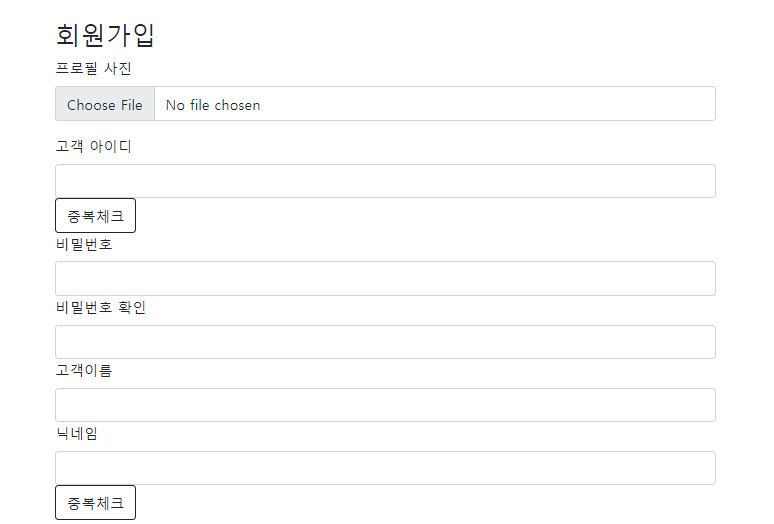 회원가입
프로필 사진
Choose File No file chosen
고객 아이디
중복체크
비밀번호
비밀번호 확인
고객이름
닉네임
중복체크